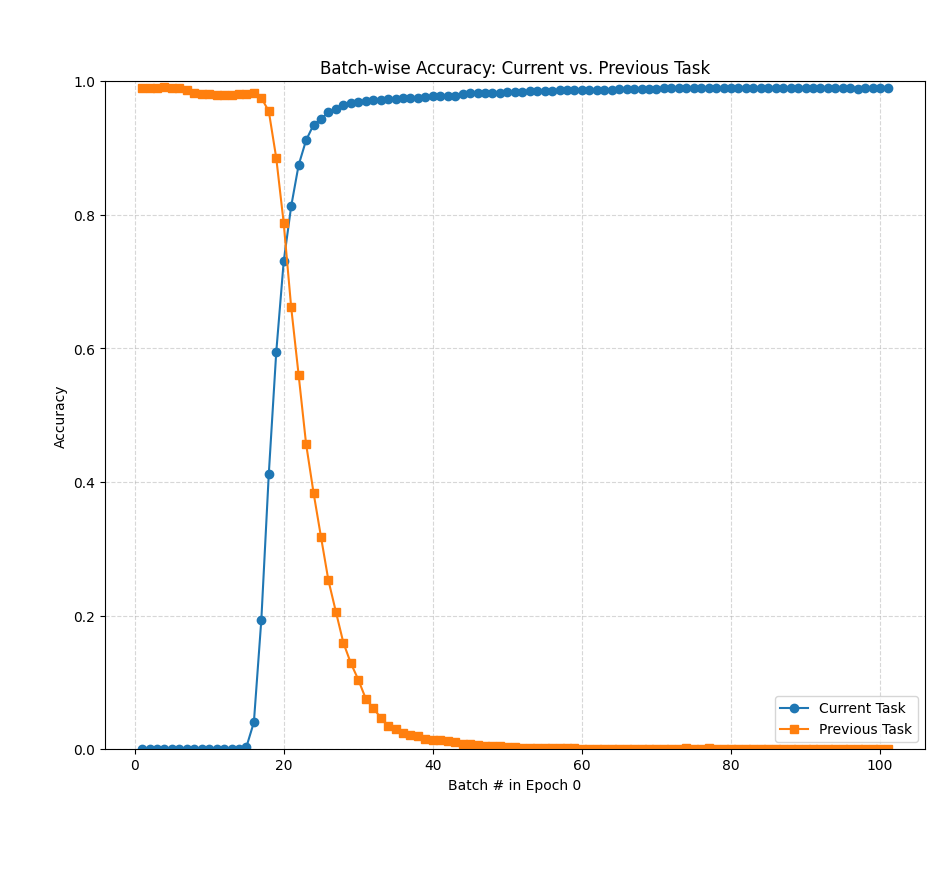 Batch-wise Accuracy: Current vs. Previous Task
1.0
0.8
0.6
0.4
0.2
0.0
Accuracy
Current Task
Previous Task
0 20 40 60 80 100
Batch # in Epoch 0